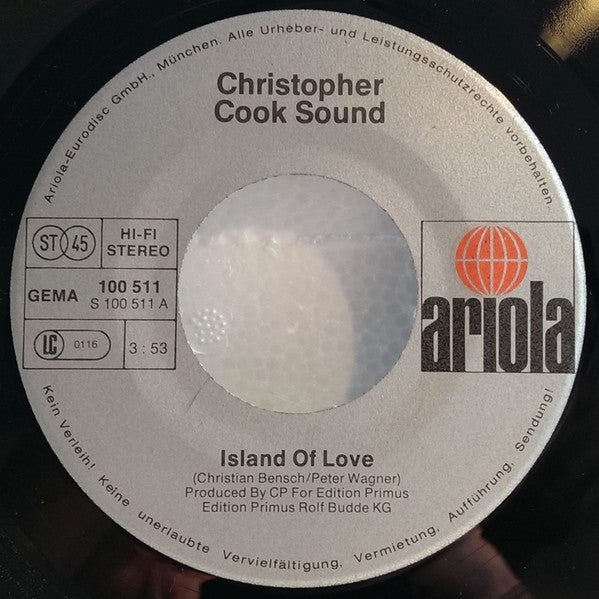 Ariola-Eurodisc GmbH., München. Alle Urheber- und Leistungsschutzrechte vorbehalten.
Christopher
Cook Sound
ST 45
HI-FI
STEREO
GEMA
100 511
S 100 511 A
LC 0116
3 : 53
ariola
Island Of Love
(Christian Bensch/Peter Wagner)
Produced By CP For Edition Primus
Edition Primus Rolf Budde KG
Kein Verleih! Keine unerlaubte Vervielfältigung, Vermietung, Aufführung, Sendung!